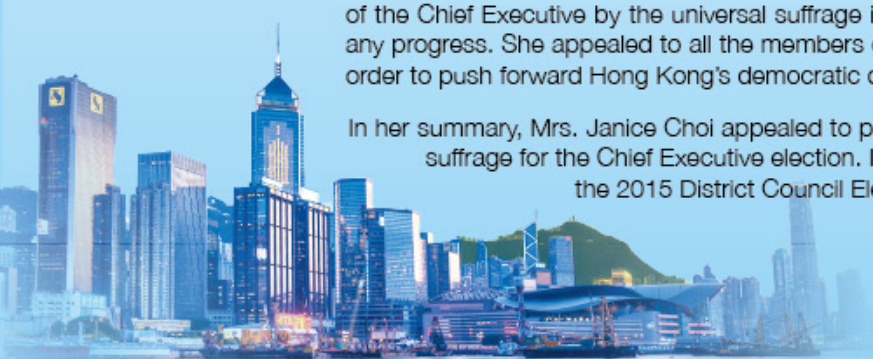 of the Chief Executive by the universal suffrage i
any progress. She appealed to all the members
order to push forward Hong Kong's democratic
In her summary, Mrs. Janice Choi appealed to p
suffrage for the Chief Executive election.
the 2015 District Council Ele